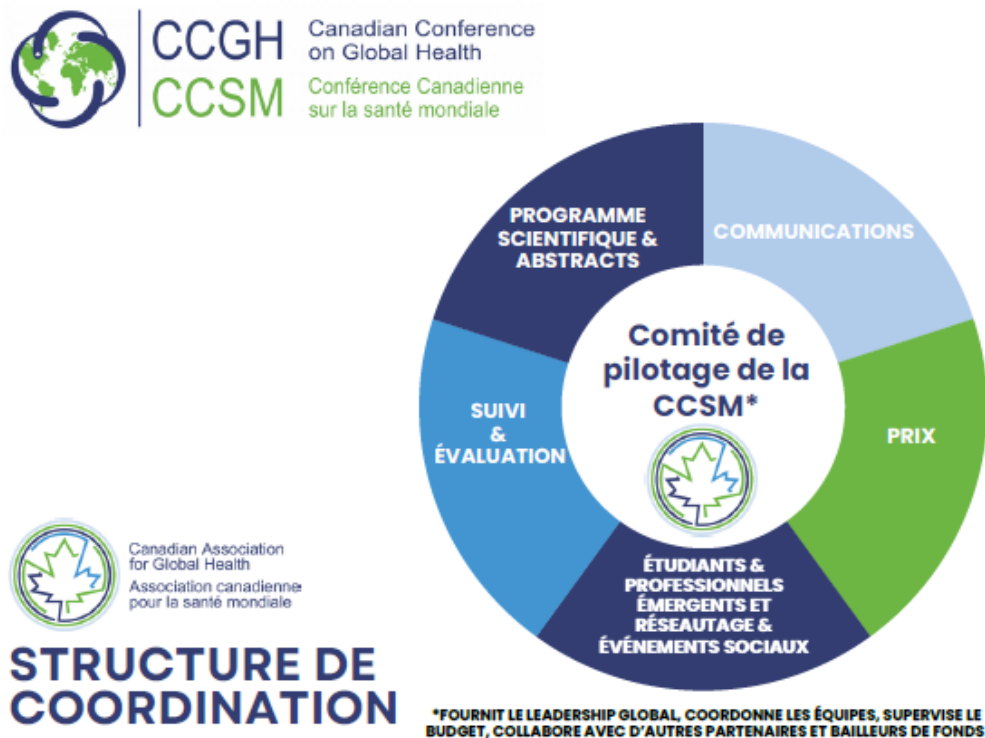 CCGH
CCSM
Canadian Conference
on Global Health
Conférence Canadienne
sur la santé mondiale
PROGRAMME
SCIENTIFIQUE &
ABSTRACTS
COMMUNICATIONS
Comité de
pilotage de la
CCSM*
SUIVI
&
ÉVALUATION
PRIX
ÉTUDIANTS &
PROFESSIONNELS
ÉMERGENTS ET
RÉSEAUTAGE &
ÉVÉNEMENTS SOCIAUX
Canadian Association
for Global Health
Association canadienne
pour la santé mondiale
STRUCTURE DE
COORDINATION
*FOURNIT LE LEADERSHIP GLOBAL, COORDONNE LES ÉQUIPES, SUPERVISE LE
BUDGET, COLLABORE AVEC D'AUTRES PARTENAIRES ET BAILLEURS DE FONDS